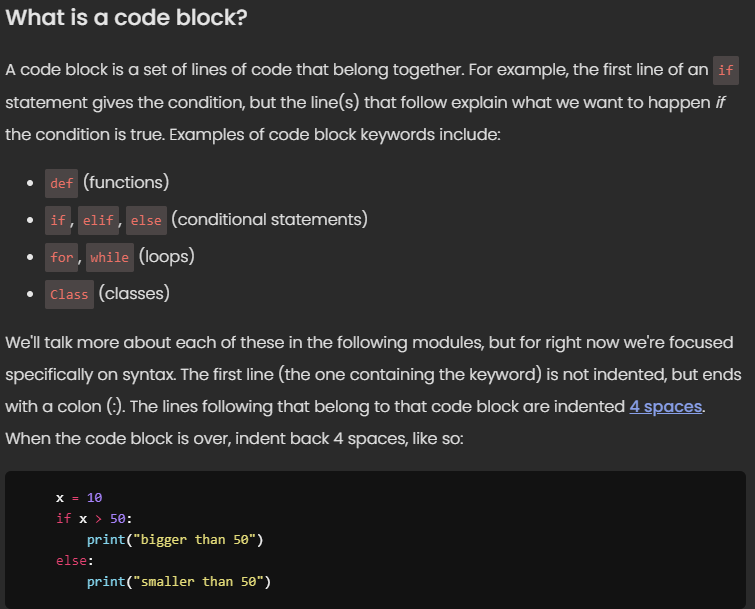 What is a code block?
A code block is a set of lines of code that belong together. For example, the first line of an if
statement gives the condition, but the line(s) that follow explain what we want to happen if
the condition is true. Examples of code block keywords include:
• def (functions)
• if, elif, else (conditional statements)
• for, while (loops)
• Class (classes)
We'll talk more about each of these in the following modules, but for right now we're focused
specifically on syntax. The first line (the one containing the keyword) is not indented, but ends
with a colon (:). The lines following that belong to that code block are indented 4 spaces.
When the code block is over, indent back 4 spaces, like so:
x = 10
if x > 50:
    print("bigger than 50")
else:
    print("smaller than 50")